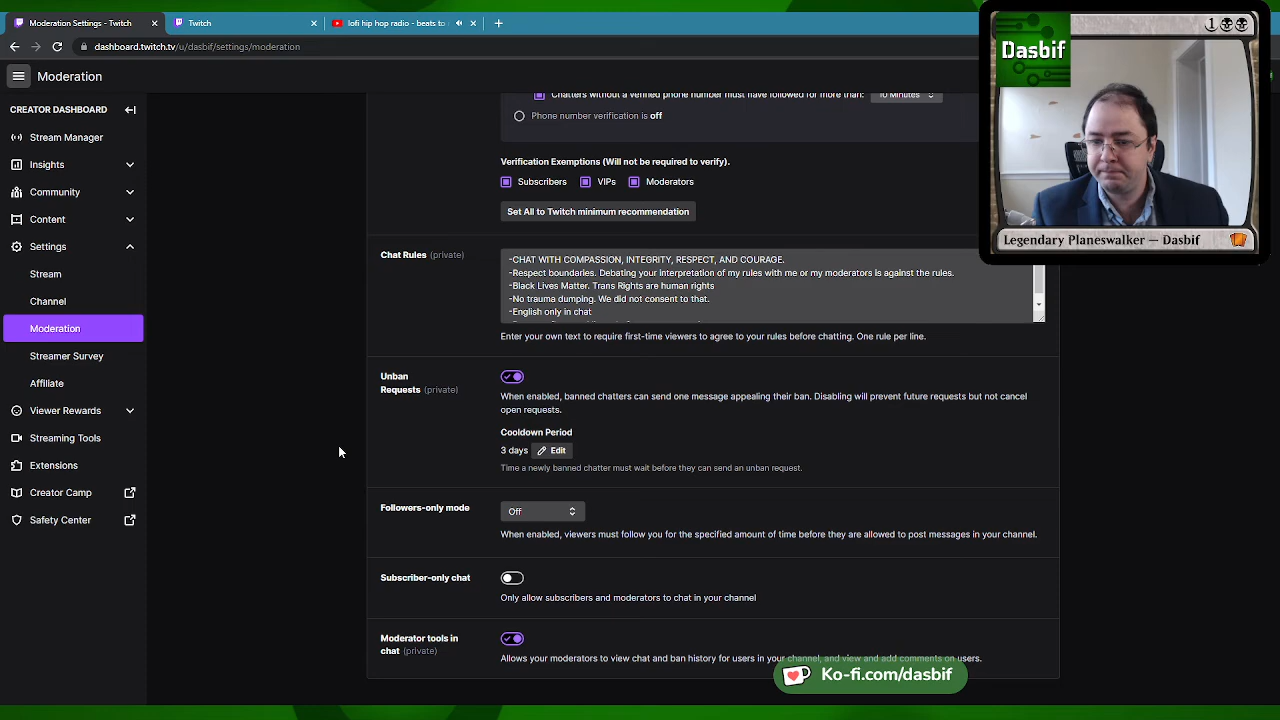 Moderation - Twitch
Twitch
lofi hip hop radio - beats to
dashboard.twitch.tv/u/dasbif/settings/moderation
Moderation
CREATOR DASHBOARD
Stream Manager
Insights
Community
Content
Settings
Stream
Channel
Moderation
Streamer Survey
Affiliate
Viewer Rewards
Streaming Tools
Extensions
Creator Camp
Safety Center
Chatters without a verified phone number must have followed for more than: 10 Minutes
Phone number verification is off
Verification Exemptions (Will not be required to verify).
Subscribers VIPs Moderators
Set All to Twitch minimum recommendation
Chat Rules (private)
-CHAT WITH COMPASSION, INTEGRITY, RESPECT, AND COURAGE.
-Respect boundaries. Debating your interpretation of my rules with me or my moderators is against the rules.
-Black Lives Matter. Trans Rights are human rights
-No trauma dumping. We did not consent to that.
-English only in chat
Enter your own text to require first-time viewers to agree to your rules before chatting. One rule per line.
Unban
Requests (private)
When enabled, banned chatters can send one message appealing their ban. Disabling will prevent future requests but not cancel
open requests.
Cooldown Period
3 days Edit
Time a newly banned chatter must wait before they can send an unban request.
Followers-only mode
Off
When enabled, viewers must follow you for the specified amount of time before they are allowed to post messages in your channel.
Subscriber-only chat
Only allow subscribers and moderators to chat in your channel
Moderator tools in
chat (private)
Allows your moderators to view chat and ban history for users in your channel, and view and add comments on users.
Ko-fi.com/dasbif
1
Dasbif
Legendary Planeswalker — Dasbif